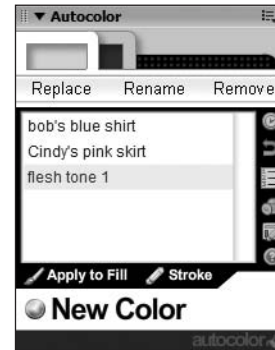 Autocolor
Replace Rename Remove
bob's blue shirt
Cindy's pink skirt
flesh tone 1
Apply to Fill Stroke
New Color
autocolor